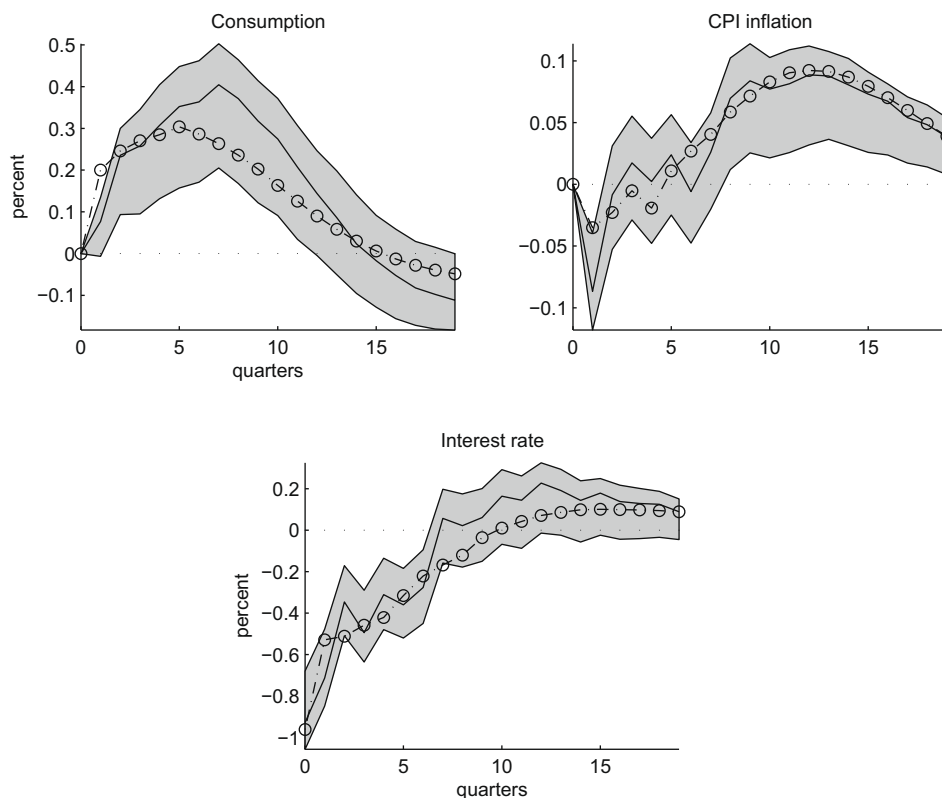 Consumption
0.5
0.4
0.3
0.2
0.1
0
−0.1
percent
0 5 10 15
quarters
CPI inflation
0.1
0.05
0
−0.05
−0.1
0 5 10 15
Interest rate
0.2
0
−0.2
−0.4
−0.6
−0.8
−1
percent
0 5 10 15
quarters